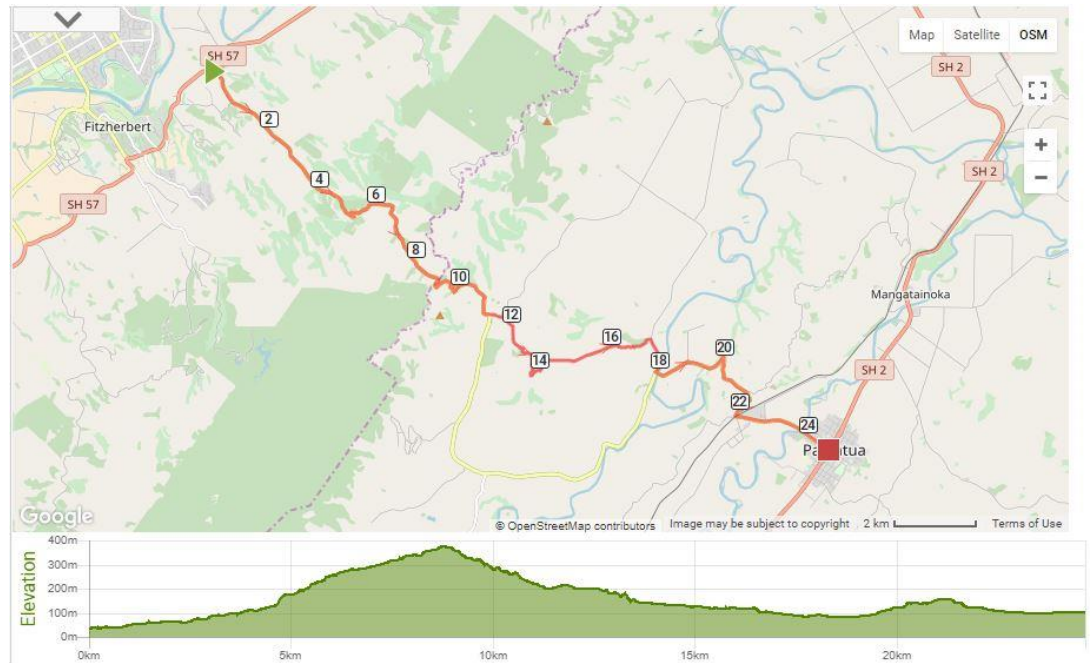 Map Satellite OSM
SH 57
SH 2
Fitzherbert
2
4
6
SH 57
SH 2
8
10
12
14
16
18
20
22
24
Mangatainoka
SH 2
+
−
Google
© OpenStreetMap contributors Image may be subject to copyright 2 km Terms of Use
Elevation
400m
300m
200m
100m
0m
0km 5km 10km 15km 20km